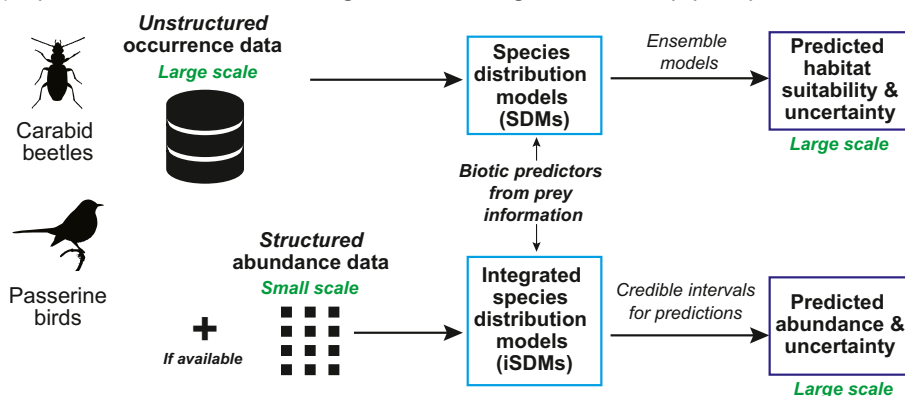 Unstructured
occurrence data
Large scale
Carabid
beetles
Species
distribution
models
(SDMs)
Ensemble
models
Predicted
habitat
suitability &
uncertainty
Large scale
Biotic predictors
from prey
information
Passerine
birds
+
If available
Structured
abundance data
Small scale
Integrated
species
distribution
models
(iSDMs)
Credible intervals
for predictions
Predicted
abundance &
uncertainty
Large scale